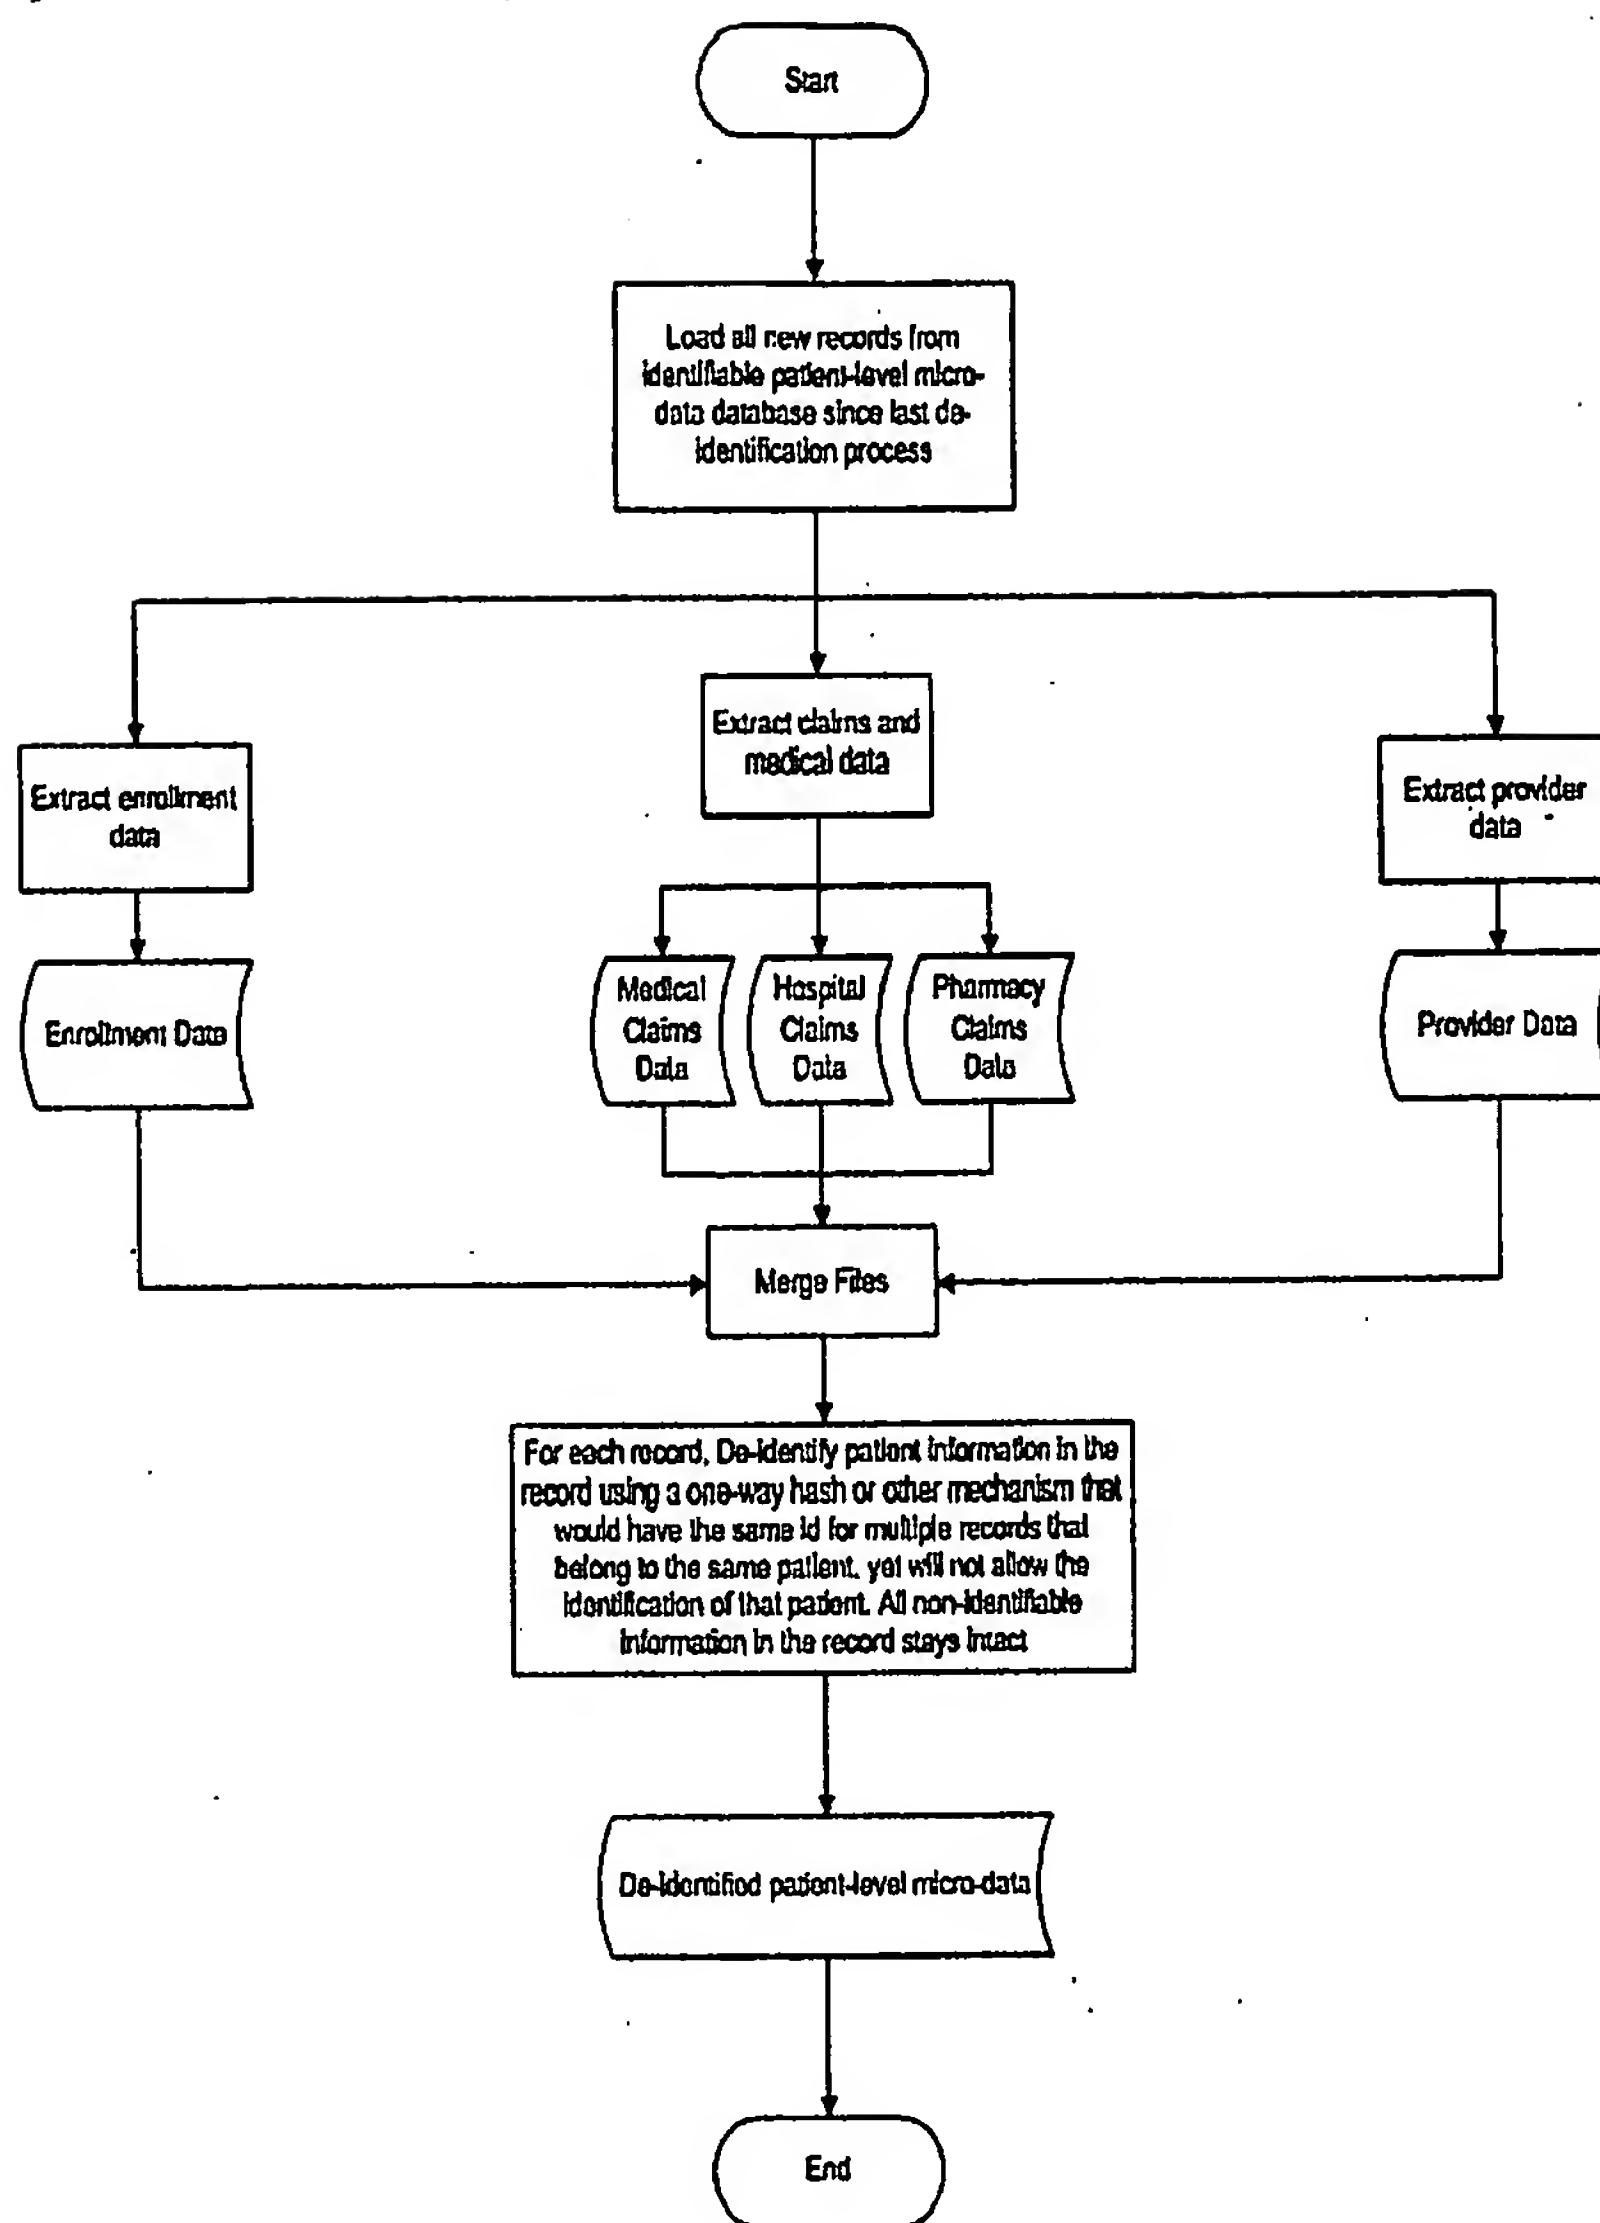 Start
Load all new records from
identifiable patient-level micro-
data database since last de-
identification process
Extract claims and
medical data
Extract enrollment
data
Extract provider
data
Medical
Claims
Data
Hospital
Claims
Data
Pharmacy
Claims
Data
Enrollment Data
Provider Data
Merge Files
For each record, De-identify patient information in the
record using a one-way hash or other mechanism that
would have the same id for multiple records that
belong to the same patient, yet will not allow the
identification of that patient. All non-identifiable
information in the record stays intact
De-identified patient-level micro-data
End